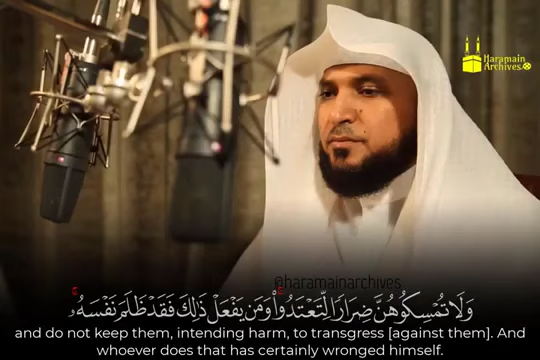 Haramain
Archives
@haramainarchives
وَلَا تُمْسِكُوهُنَّ ضِرَارًا لِّتَعْتَدُوا۟ وَمَن يَفْعَلْ ذَٰلِكَ فَقَدْ ظَلَمَ نَفْسَهُۥ
and do not keep them, intending harm, to transgress [against them]. And
whoever does that has certainly wronged himself.